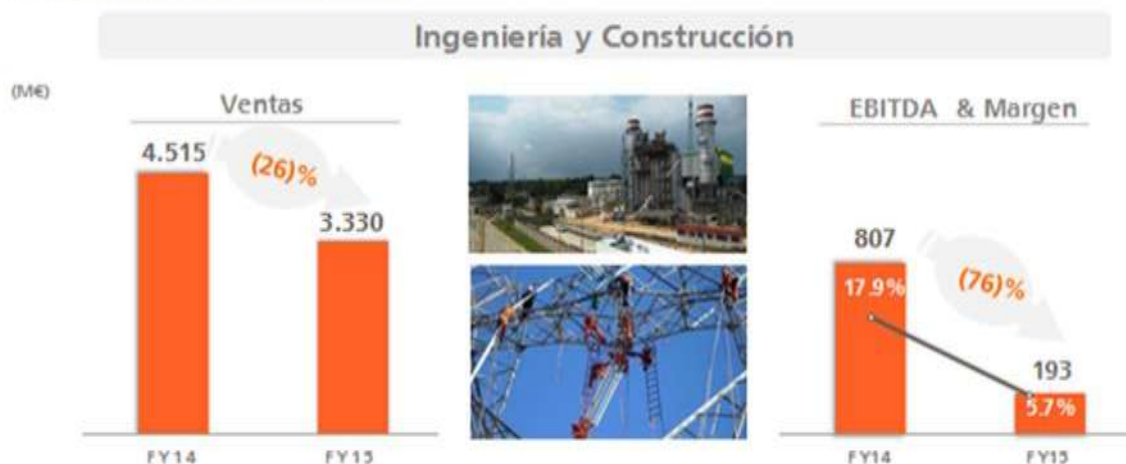 Ingeniería y Construcción
(M€)
Ventas
4.515
(26)%
3.330
FY14
FY15
EBITDA & Margen
807
17.9%
(76)%
193
5.7%
FY14
FY15